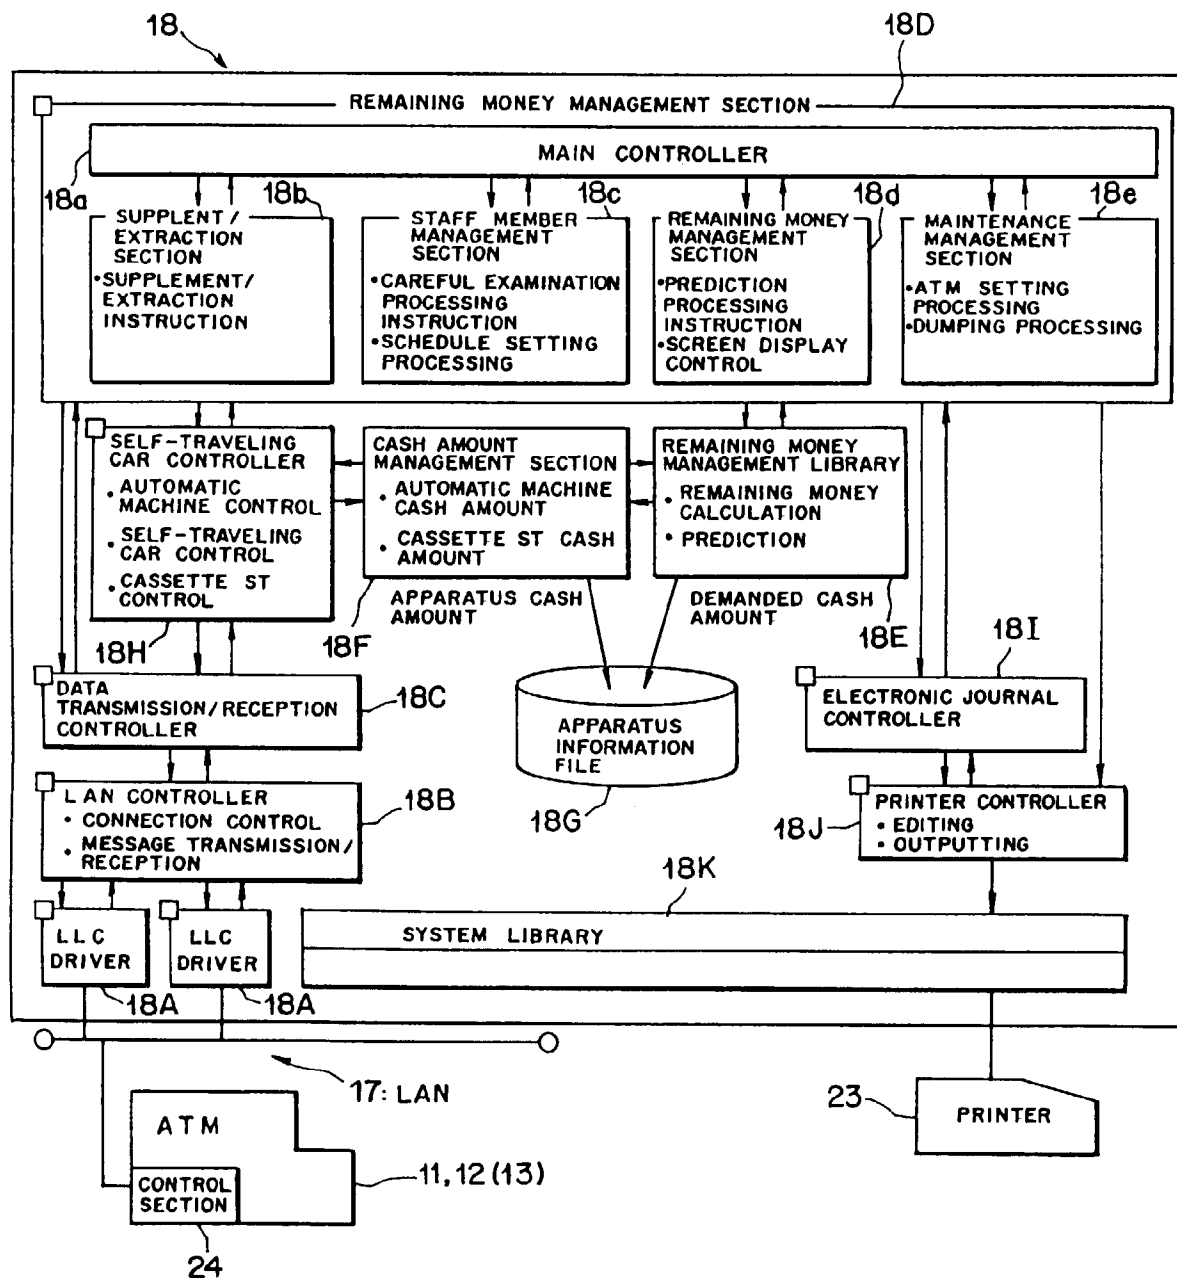 18
18D
REMAINING MONEY MANAGEMENT SECTION
MAIN CONTROLLER
18a
18b
18c
18d
18e
SUPPLENT/
EXTRACTION
SECTION
•SUPPLEMENT/
EXTRACTION
INSTRUCTION
STAFF MEMBER
MANAGEMENT
SECTION
•CAREFUL EXAMINATION
PROCESSING
INSTRUCTION
•SCHEDULE SETTING
PROCESSING
REMAINING MONEY
MANAGEMENT
SECTION
•PREDICTION
PROCESSING
INSTRUCTION
•SCREEN DISPLAY
CONTROL
MAINTENANCE
MANAGEMENT
SECTION
•ATM SETTING
PROCESSING
•DUMPING PROCESSING
SELF-TRAVELING
CAR CONTROLLER
• AUTOMATIC
MACHINE CONTROL
• SELF-TRAVELING
CAR CONTROL
• CASSETTE ST
CONTROL
18H
CASH AMOUNT
MANAGEMENT SECTION
• AUTOMATIC MACHINE
CASH AMOUNT
• CASSETTE ST CASH
AMOUNT
18F
REMAINING MONEY
MANAGEMENT LIBRARY
• REMAINING MONEY
CALCULATION
• PREDICTION
18E
APPARATUS CASH
AMOUNT
DEMANDED CASH
AMOUNT
DATA
TRANSMISSION/RECEPTION
CONTROLLER
18C
APPARATUS
INFORMATION
FILE
18G
18I
ELECTRONIC JOURNAL
CONTROLLER
LAN CONTROLLER
• CONNECTION CONTROL
• MESSAGE TRANSMISSION/
RECEPTION
18B
PRINTER CONTROLLER
• EDITING
• OUTPUTTING
18J
18K
LLC
DRIVER
18A
LLC
DRIVER
18A
SYSTEM LIBRARY
17: LAN
ATM
CONTROL
SECTION
11, 12 (13)
24
23
PRINTER